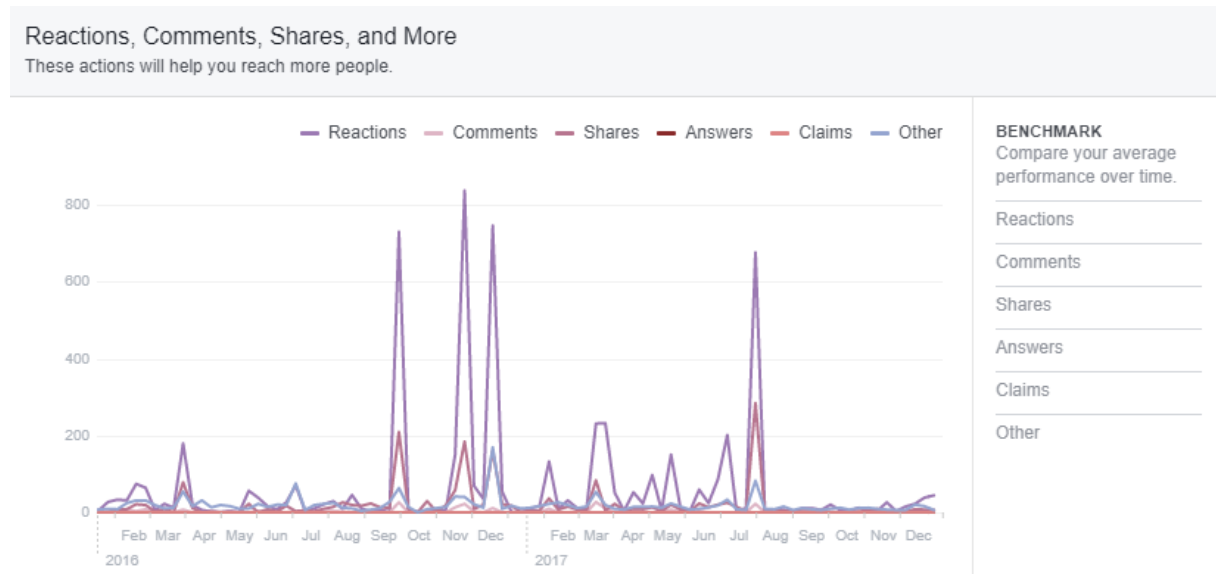 Reactions, Comments, Shares, and More
These actions will help you reach more people.
Reactions Comments Shares Answers Claims Other
800
600
400
200
0
Feb Mar Apr May Jun Jul Aug Sep Oct Nov Dec Feb Mar Apr May Jun Jul Aug Sep Oct Nov Dec
2016 2017
BENCHMARK
Compare your average
performance over time.
Reactions
Comments
Shares
Answers
Claims
Other